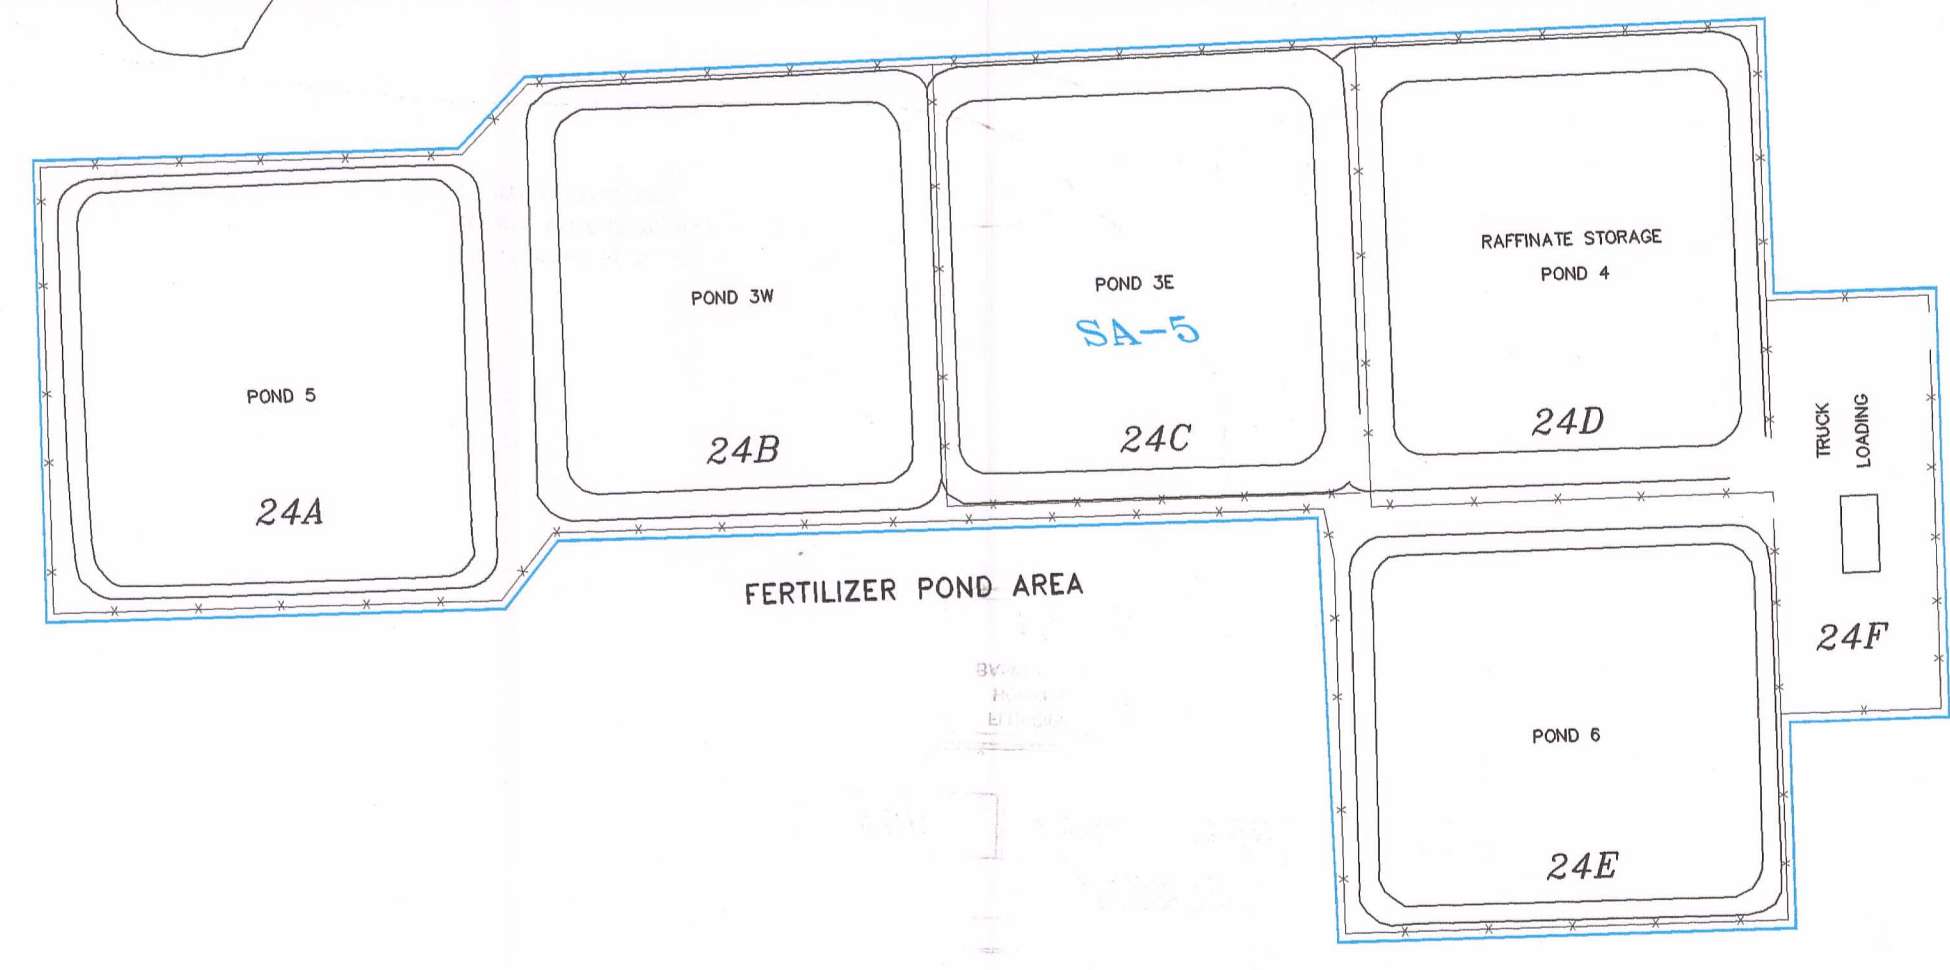 RAFFINATE STORAGE
POND 4
POND 3E
POND 3W
SA-5
POND 5
TRUCK
LOADING
24D
24C
24B
24A
FERTILIZER POND AREA
24F
POND 6
24E